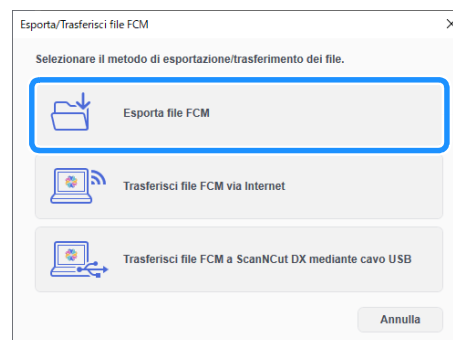 Esporta/Trasferisci file FCM
Selezionare il metodo di esportazione/trasferimento dei file.
Esporta file FCM
Trasferisci file FCM via Internet
Trasferisci file FCM a ScanNCut DX mediante cavo USB
Annulla